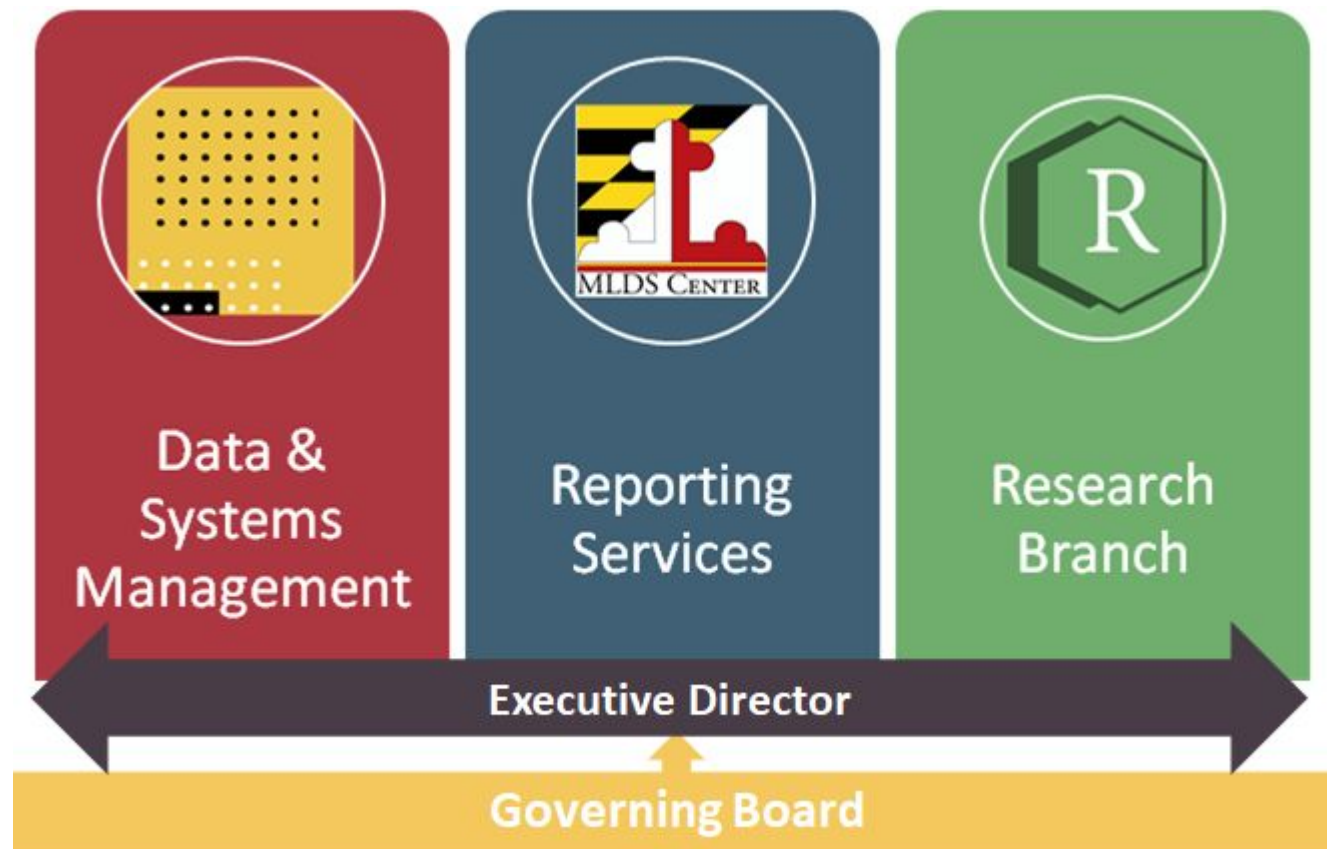 MLDS CENTER
R
Data &
Systems
Management
Reporting
Services
Research
Branch
Executive Director
Governing Board